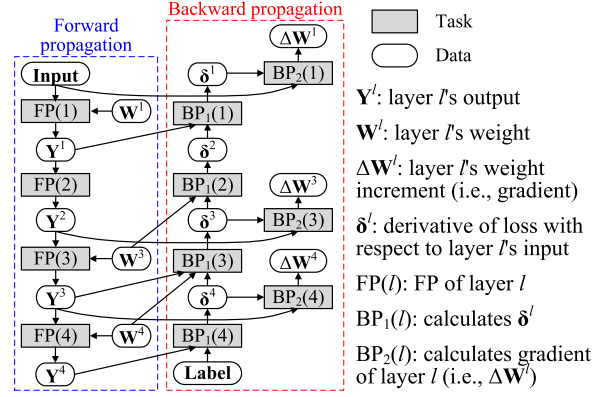 Forward
propagation
Backward propagation
Input
FP(1)
W¹
Y¹
FP(2)
Y²
FP(3)
W³
Y³
FP(4)
W⁴
Y⁴
ΔW¹
δ¹
BP₂(1)
BP₁(1)
δ²
BP₁(2)
ΔW³
δ³
BP₂(3)
BP₁(3)
ΔW⁴
δ⁴
BP₂(4)
BP₁(4)
Label
Task
Data
Yˡ: layer l's output
Wˡ: layer l's weight
ΔWˡ: layer l's weight
increment (i.e., gradient)
δˡ: derivative of loss with
respect to layer l's input
FP(l): FP of layer l
BP₁(l): calculates δˡ
BP₂(l): calculates gradient
of layer l (i.e., ΔWˡ)